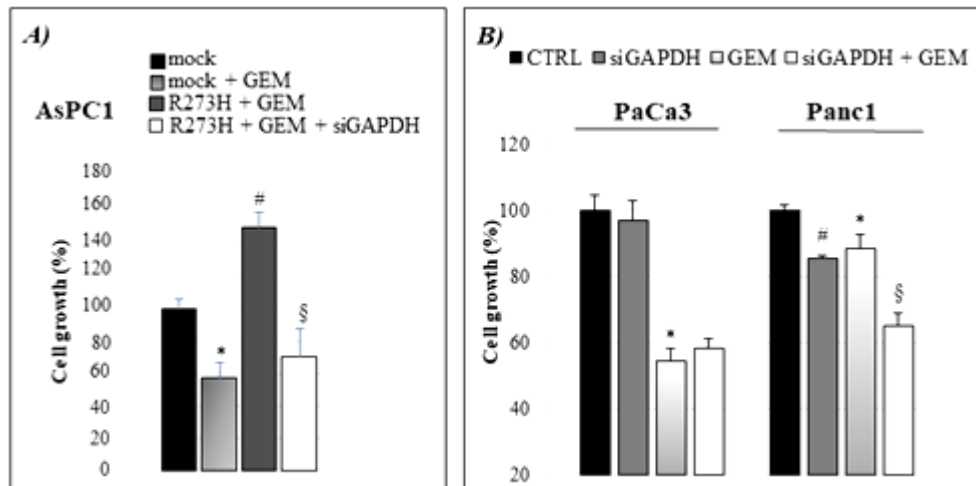 A)
mock
mock + GEM
R273H + GEM
R273H + GEM + siGAPDH
AsPC1
Cell growth (%)
180
160
140
120
100
80
60
40
20
0
#
*
§
B)
CTRL siGAPDH GEM siGAPDH + GEM
PaCa3 Panc1
Cell growth (%)
120
100
80
60
40
20
*
#
*
§